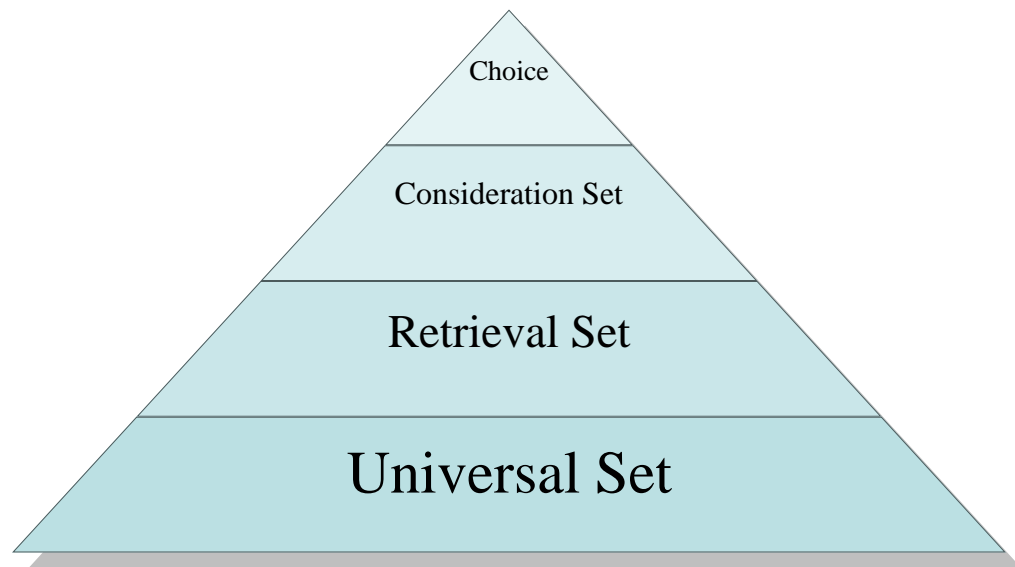 Choice
Consideration Set
Retrieval Set
Universal Set